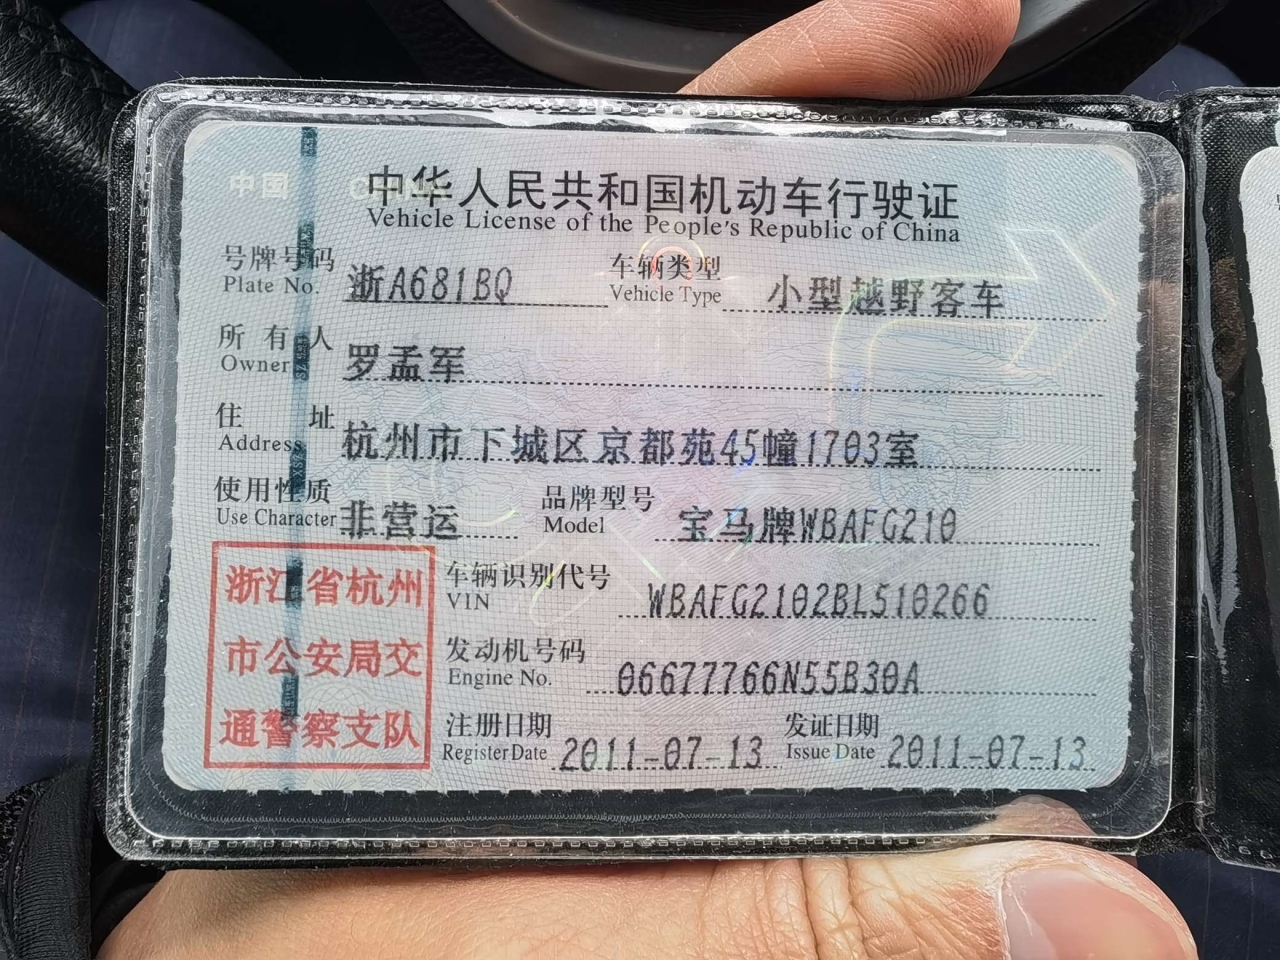 中国 CHINA
中华人民共和国机动车行驶证
Vehicle License of the People's Republic of China
号牌号码 浙A681BQ 车辆类型 小型越野客车
Plate No. Vehicle Type
所有人 罗孟军
Owner
住址 杭州市下城区京都苑45幢1703室
Address
使用性质 非营运 品牌型号 宝马牌WBAFG210
Use Character Model
浙江省杭州
市公安局交
通警察支队
车辆识别代号 WBAFG2102BL510266
VIN
发动机号码 06677766N55B30A
Engine No.
注册日期 2011-07-13 发证日期 2011-07-13
Register Date Issue Date